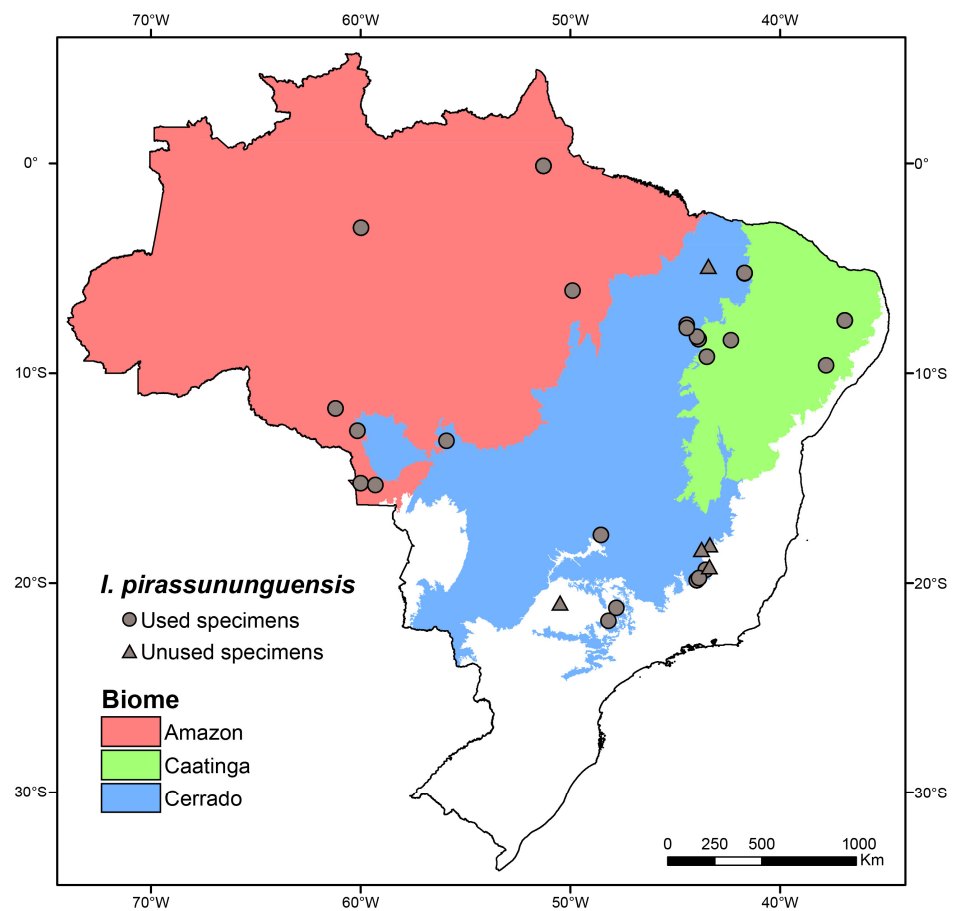 70°W 60°W 50°W 40°W
0° 0°
10°S 10°S
20°S 20°S
I. pirassununguensis
Used specimens
Unused specimens
Biome
Amazon
Caatinga
Cerrado
30°S 30°S
0 250 500 1000
Km
70°W 60°W 50°W 40°W